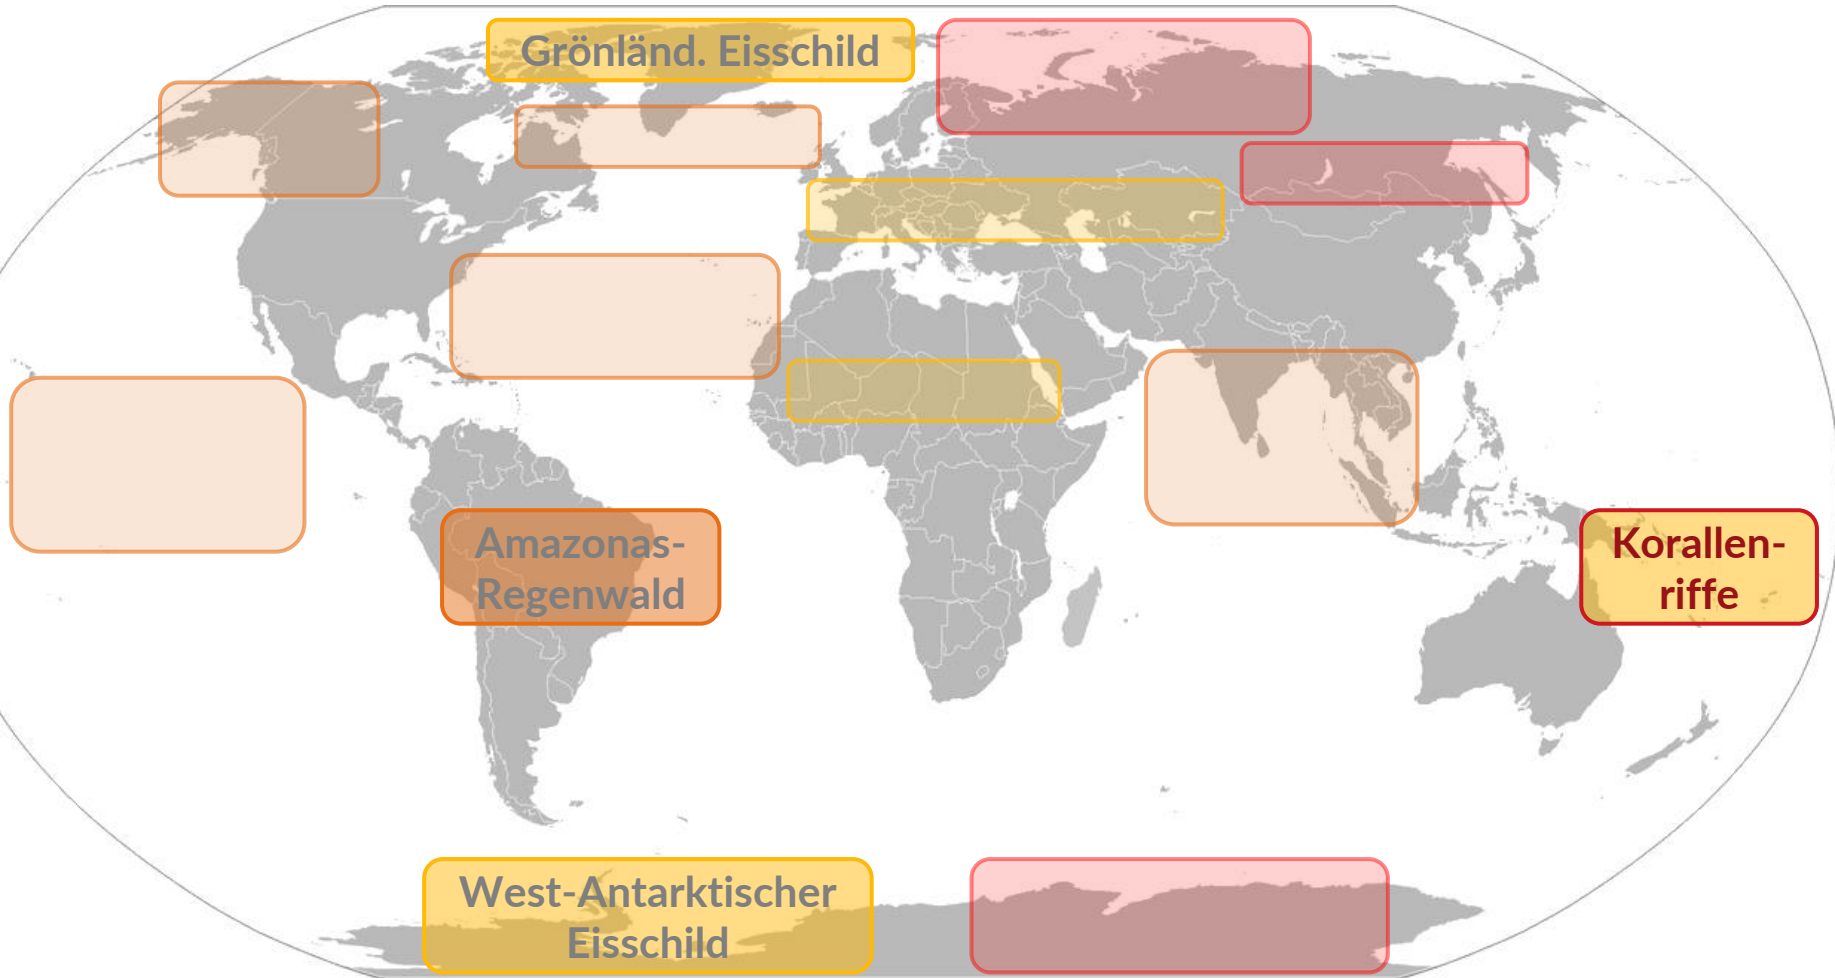 Grönländ. Eisschild
Amazonas-
Regenwald
Korallen-
riffe
West-Antarktischer
Eisschild